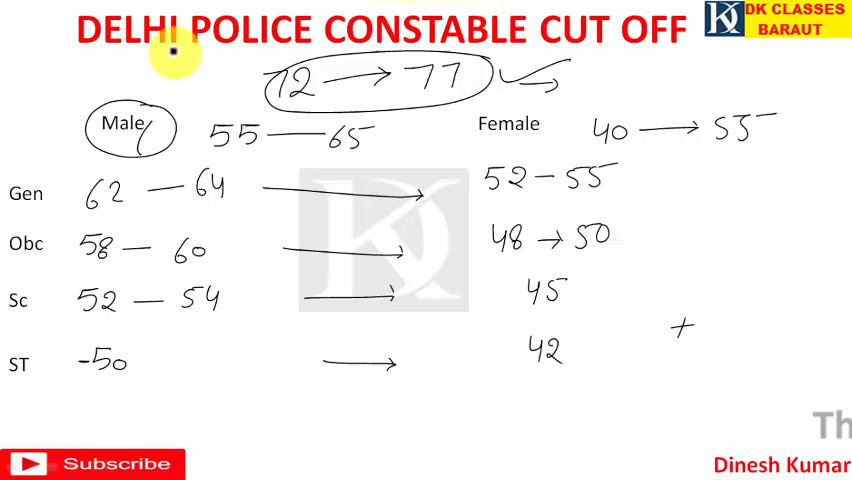 DELHI POLICE CONSTABLE CUT OFF
DK CLASSES
BARAUT
72 → 77
Male 55 — 65 Female 40 → 55
Gen 62 — 64 → 52 – 55
Obc 58 — 60 → 48 → 50
Sc 52 — 54 → 45
+
ST -50 → 42
Th
Subscribe
Dinesh Kumar